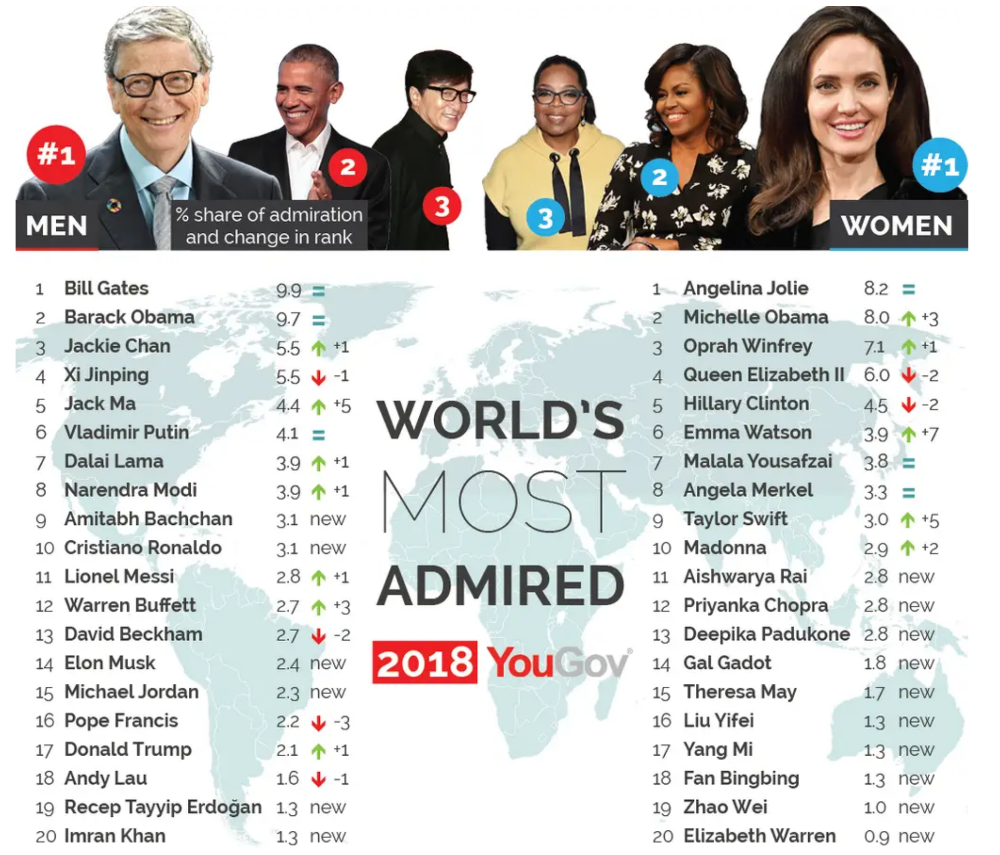 #1
2
3
3
2
#1
MEN
% share of admiration
and change in rank
WOMEN
1 Bill Gates 9.9 =
2 Barack Obama 9.7 =
3 Jackie Chan 5.5 ↑ +1
4 Xi Jinping 5.5 ↓ -1
5 Jack Ma 4.4 ↑ +5
6 Vladimir Putin 4.1 =
7 Dalai Lama 3.9 ↑ +1
8 Narendra Modi 3.9 ↑ +1
9 Amitabh Bachchan 3.1 new
10 Cristiano Ronaldo 3.1 new
11 Lionel Messi 2.8 ↑ +1
12 Warren Buffett 2.7 ↑ +3
13 David Beckham 2.7 ↓ -2
14 Elon Musk 2.4 new
15 Michael Jordan 2.3 new
16 Pope Francis 2.2 ↓ -3
17 Donald Trump 2.1 ↑ +1
18 Andy Lau 1.6 ↓ -1
19 Recep Tayyip Erdoğan 1.3 new
20 Imran Khan 1.3 new
WORLD'S
MOST
ADMIRED
2018 YouGov®
1 Angelina Jolie 8.2 =
2 Michelle Obama 8.0 ↑ +3
3 Oprah Winfrey 7.1 ↑ +1
4 Queen Elizabeth II 6.0 ↓ -2
5 Hillary Clinton 4.5 ↓ -2
6 Emma Watson 3.9 ↑ +7
7 Malala Yousafzai 3.8 =
8 Angela Merkel 3.3 =
9 Taylor Swift 3.0 ↑ +5
10 Madonna 2.9 ↑ +2
11 Aishwarya Rai 2.8 new
12 Priyanka Chopra 2.8 new
13 Deepika Padukone 2.8 new
14 Gal Gadot 1.8 new
15 Theresa May 1.7 new
16 Liu Yifei 1.3 new
17 Yang Mi 1.3 new
18 Fan Bingbing 1.3 new
19 Zhao Wei 1.0 new
20 Elizabeth Warren 0.9 new